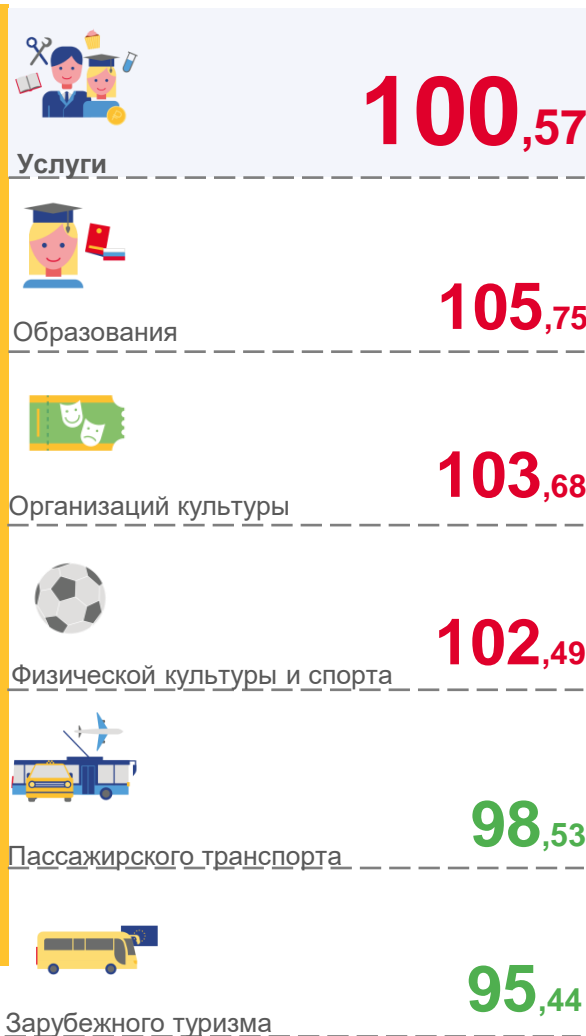 100,57
Услуги
105,75
Образования
103,68
Организаций культуры
102,49
Физической культуры и спорта
98,53
Пассажирского транспорта
95,44
Зарубежного туризма